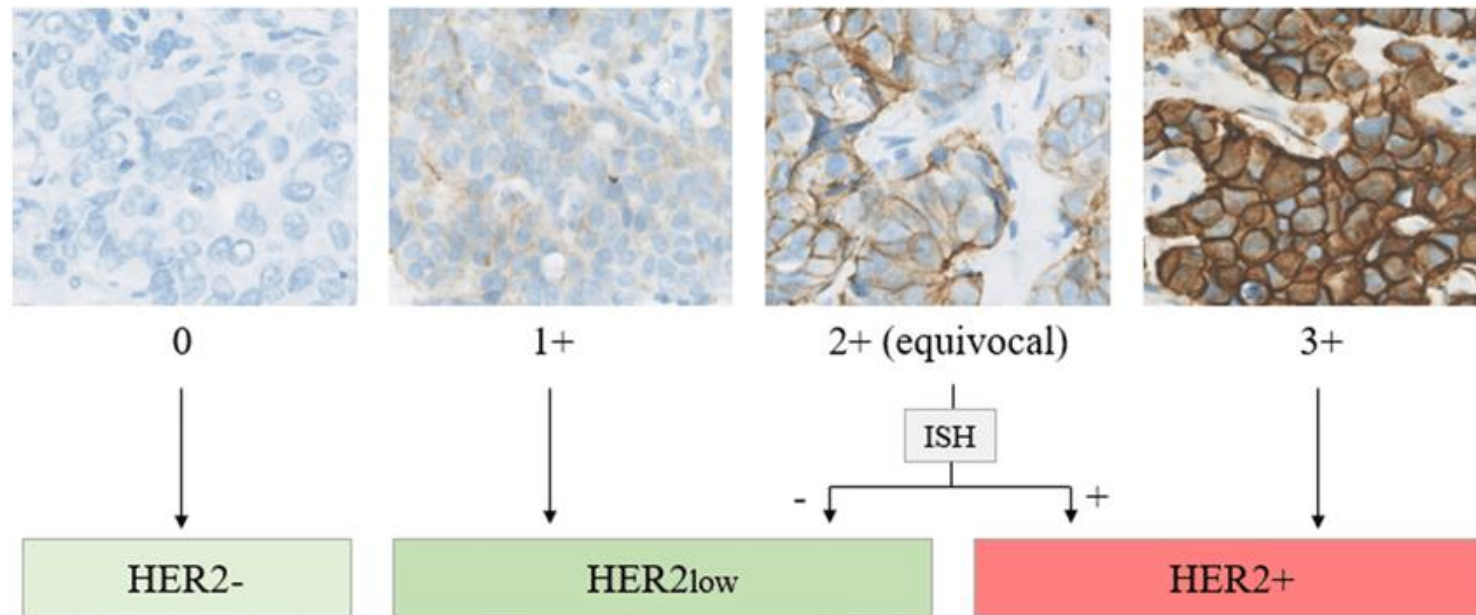 0
1+
2+ (equivocal)
3+
ISH
-
+
HER2-
HER2low
HER2+